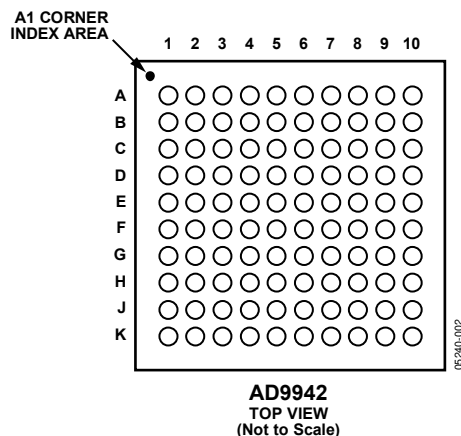 A1 CORNER
INDEX AREA
1 2 3 4 5 6 7 8 9 10
A
B
C
D
E
F
G
H
J
K
05240-002
AD9942
TOP VIEW
(Not to Scale)